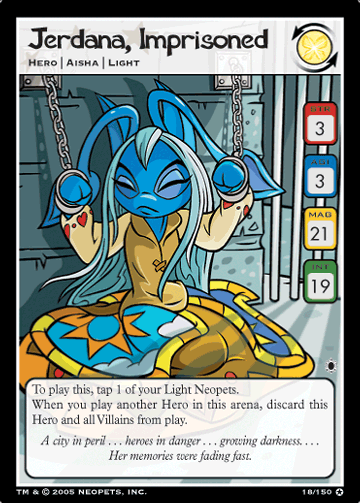 Jerdana, Imprisoned
Hero | Aisha | Light
STR
3
AGI
3
MAG
21
INT
19
To play this, tap 1 of your Light Neopets.
When you play another Hero in this arena, discard this
Hero and all Villains from play.
A city in peril . . . heroes in danger . . . growing darkness. . . .
Her memories were fading fast.
TM & © 2005 NEOPETS, INC.
18/150